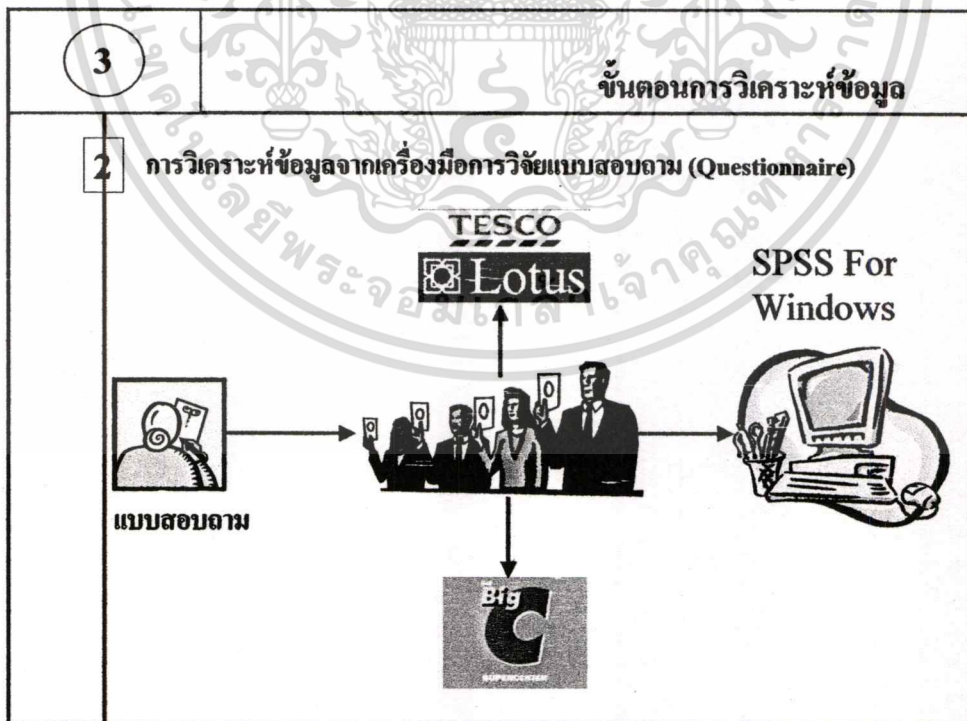 3
ขั้นตอนการวิเคราะห์ข้อมูล
2 การวิเคราะห์ข้อมูลจากเครื่องมือการวิจัยแบบสอบถาม (Questionnaire)
TESCO
Lotus
SPSS For
Windows
แบบสอบถาม
Big
C
SUPERCENTER